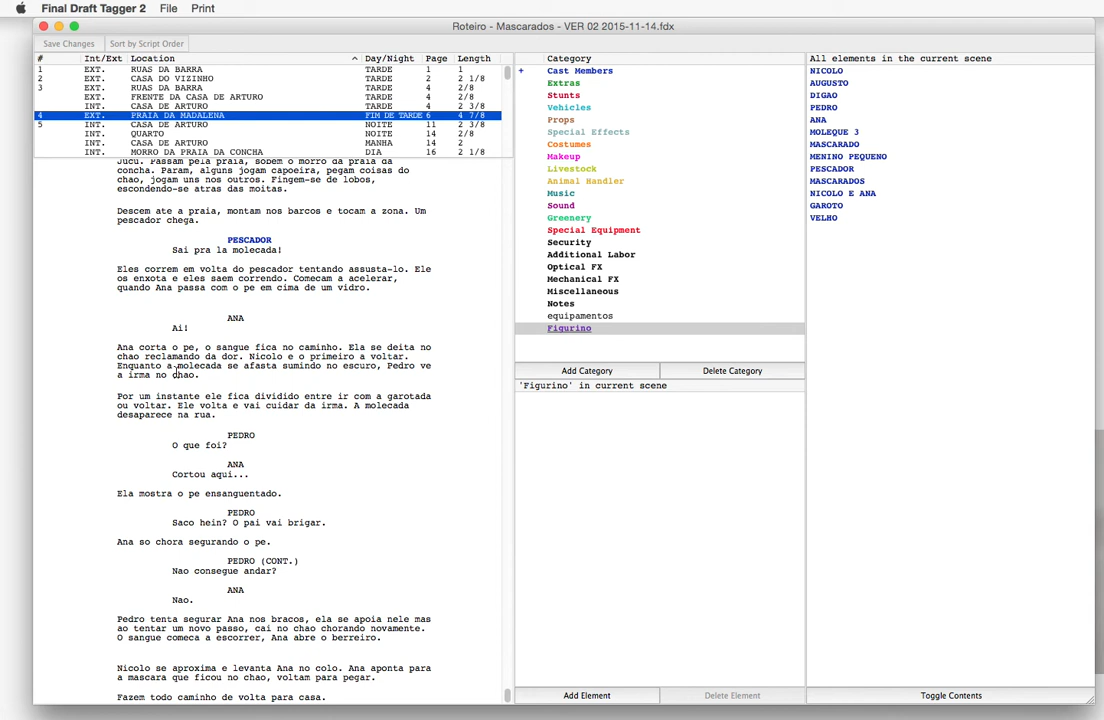 Final Draft Tagger 2 File Print
Roteiro - Mascarados - VER 02 2015-11-14.fdx
Save Changes Sort by Script Order
# Int/Ext Location Day/Night Page Length
1 EXT. RUAS DA BARRA TARDE 1 1
2 EXT. CASA DO VIZINHO TARDE 2 2 1/8
3 EXT. RUAS DA BARRA TARDE 4 2/8
EXT. FRENTE DA CASA DE ARTURO TARDE 4 2/8
INT. CASA DE ARTURO TARDE 4 2 3/8
4 EXT. PRAIA DA MADALENA FIM DE TARDE 6 4 7/8
5 INT. CASA DE ARTURO NOITE 11 2 3/8
INT. QUARTO NOITE 14 2/8
INT. CASA DE ARTURO MANHA 14 2
INT. MORRO DA PRAIA DA CONCHA DIA 16 2 1/8
Jucu. Passam pela praia, sobem o morro da praia da
concha. Param, alguns jogam capoeira, pegam coisas do
chao, jogam uns nos outros. Fingem-se de lobos,
escondendo-se atras das moitas.
Descem ate a praia, montam nos barcos e tocam a zona. Um
pescador chega.
PESCADOR
Sai pra la molecada!
Eles correm em volta do pescador tentando assusta-lo. Ele
os enxota e eles saem correndo. Comecam a acelerar,
quando Ana passa com o pe em cima de um vidro.
ANA
Ai!
Ana corta o pe, o sangue fica no caminho. Ela se deita no
chao reclamando da dor. Nicolo e o primeiro a voltar.
Enquanto a molecada se afasta sumindo no escuro, Pedro ve
a irma no chao.
Por um instante ele fica dividido entre ir com a garotada
ou voltar. Ele volta e vai cuidar da irma. A molecada
desaparece na rua.
PEDRO
O que foi?
ANA
Cortou aqui...
Ela mostra o pe ensanguentado.
PEDRO
Saco hein? O pai vai brigar.
Ana so chora segurando o pe.
PEDRO (CONT.)
Nao consegue andar?
ANA
Nao.
Pedro tenta segurar Ana nos bracos, ela se apoia nele mas
ao tentar um novo passo, cai no chao chorando novamente.
O sangue comeca a escorrer, Ana abre o berreiro.
Nicolo se aproxima e levanta Ana no colo. Ana aponta para
a mascara que ficou no chao, voltam para pegar.
Fazem todo caminho de volta para casa.
Category
+ Cast Members
Extras
Stunts
Vehicles
Props
Special Effects
Costumes
Makeup
Livestock
Animal Handler
Music
Sound
Greenery
Special Equipment
Security
Additional Labor
Optical FX
Mechanical FX
Miscellaneous
Notes
equipamentos
Figurino
Add Category Delete Category
'Figurino' in current scene
Add Element Delete Element
All elements in the current scene
NICOLO
AUGUSTO
DIGAO
PEDRO
ANA
MOLEQUE 3
MASCARADO
MENINO PEQUENO
PESCADOR
MASCARADOS
NICOLO E ANA
GAROTO
VELHO
Toggle Contents